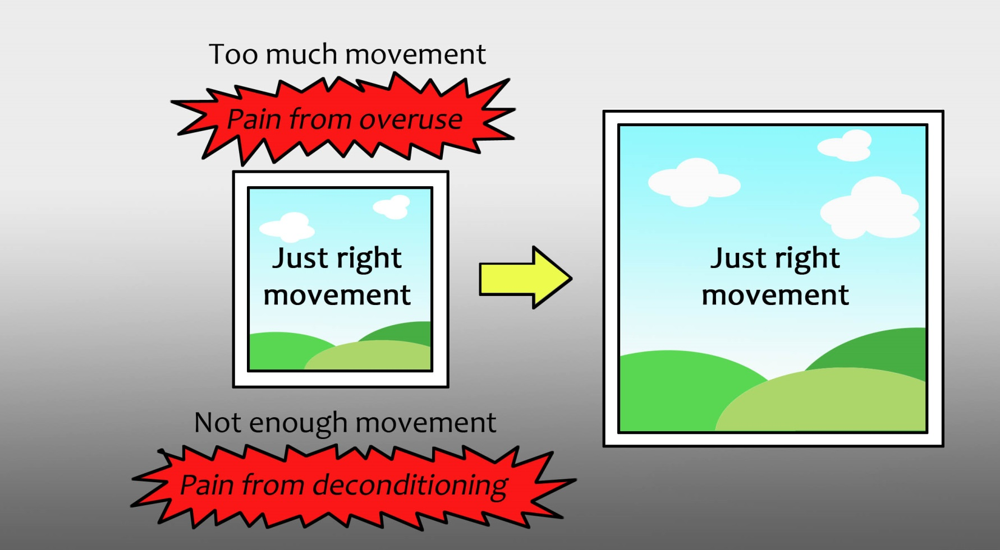 Too much movement
Pain from overuse
Just right
movement
Not enough movement
Pain from deconditioning
Just right
movement